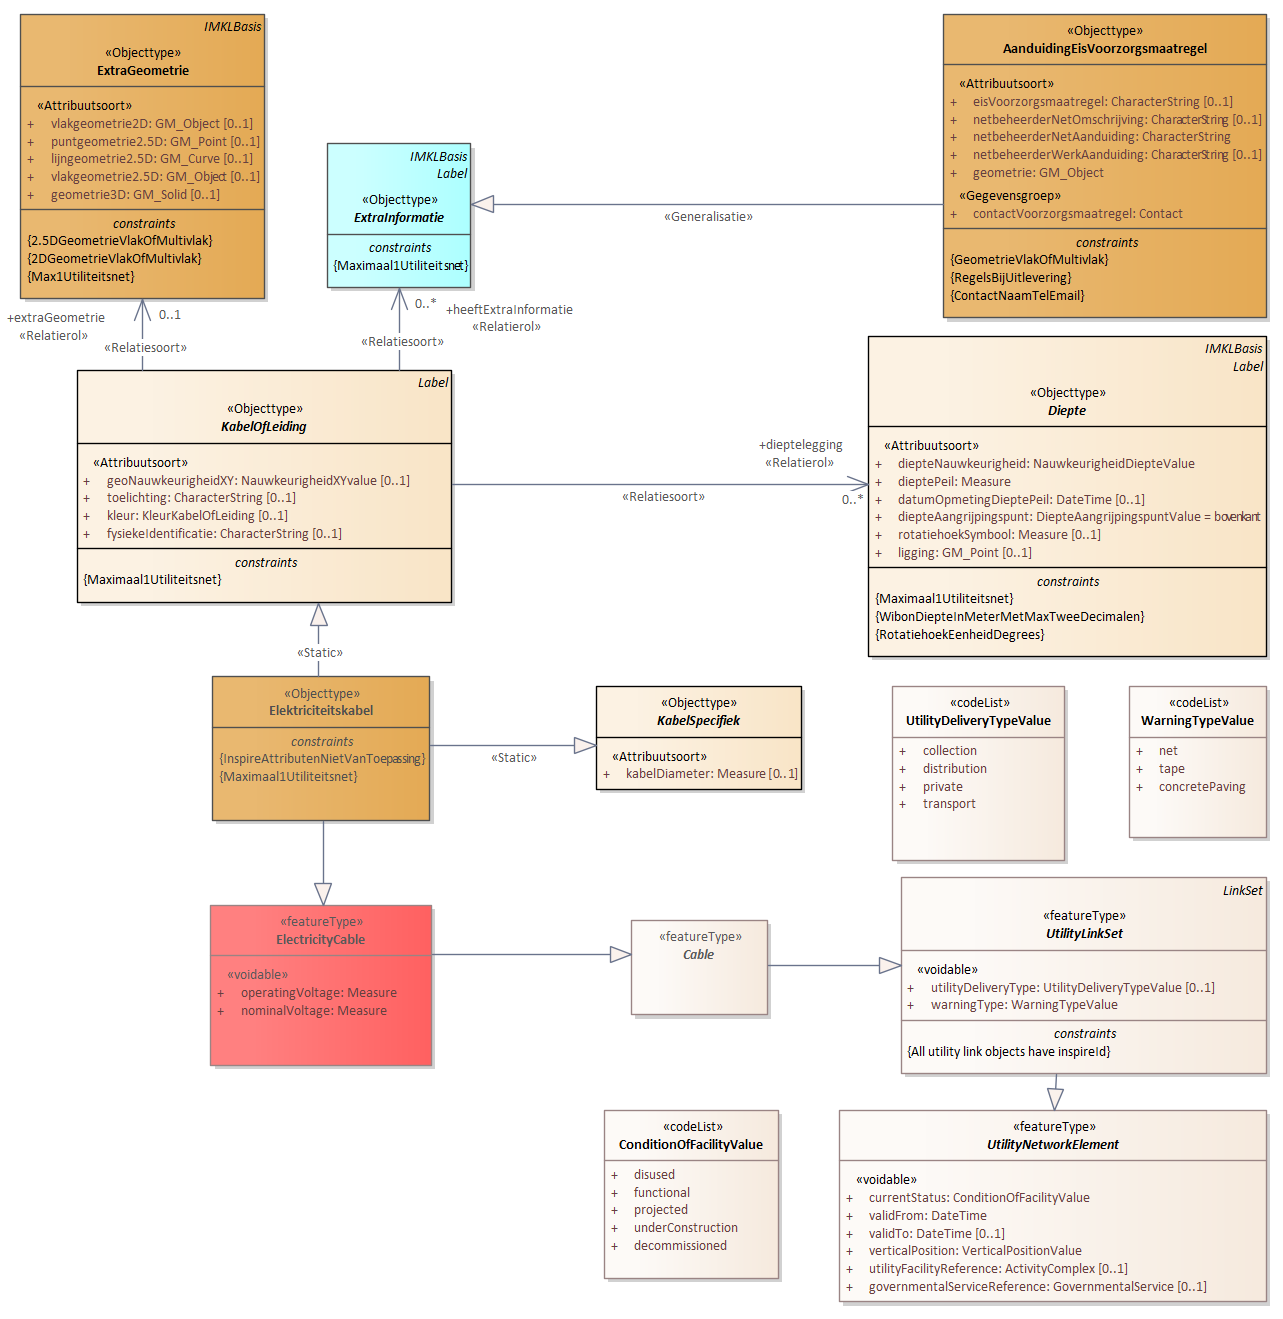 IMKLBasis
«Objecttype»
ExtraGeometrie
«Attribuutsoort»
+ vlakgeometrie2D: GM_Object [0..1]
+ puntgeometrie2.5D: GM_Point [0..1]
+ lijngeometrie2.5D: GM_Curve [0..1]
+ vlakgeometrie2.5D: GM_Object [0..1]
+ geometrie3D: GM_Solid [0..1]
constraints
{2.5DGeometrieVlakOfMultivlak}
{2DGeometrieVlakOfMultivlak}
{Max1Utiliteitsnet}
IMKLBasis
Label
«Objecttype»
ExtraInformatie
constraints
{Maximaal1Utiliteitsnet}
«Objecttype»
AanduidingEisVoorzorgsmaatregel
«Attribuutsoort»
+ eisVoorzorgsmaatregel: CharacterString [0..1]
+ netbeheerderNetOmschrijving: CharacterString [0..1]
+ netbeheerderNetAanduiding: CharacterString
+ netbeheerderWerkAanduiding: CharacterString [0..1]
+ geometrie: GM_Object
«Gegevensgroep»
+ contactVoorzorgsmaatregel: Contact
constraints
{GeometrieVlakOfMultivlak}
{RegelsBijUitlevering}
{ContactNaamTelEmail}
«Generalisatie»
+extraGeometrie
«Relatierol»
0..1
«Relatiesoort»
0..*
+heeftExtraInformatie
«Relatierol»
«Relatiesoort»
Label
«Objecttype»
KabelOfLeiding
«Attribuutsoort»
+ geoNauwkeurigheidXY: NauwkeurigheidXYvalue [0..1]
+ toelichting: CharacterString [0..1]
+ kleur: KleurKabelOfLeiding [0..1]
+ fysiekeIdentificatie: CharacterString [0..1]
constraints
{Maximaal1Utiliteitsnet}
+dieptelegging
«Relatierol»
0..*
«Relatiesoort»
IMKLBasis
Label
«Objecttype»
Diepte
«Attribuutsoort»
+ diepteNauwkeurigheid: NauwkeurigheidDiepteValue
+ dieptePeil: Measure
+ datumOpmetingDieptePeil: DateTime [0..1]
+ diepteAangrijpingspunt: DiepteAangrijpingspuntValue = bovenkant
+ rotatiehoekSymbool: Measure [0..1]
+ ligging: GM_Point [0..1]
constraints
{Maximaal1Utiliteitsnet}
{WibonDiepteInMeterMetMaxTweeDecimalen}
{RotatiehoekEenheidDegrees}
«Static»
«Objecttype»
Elektriciteitskabel
constraints
{InspireAttributenNietVanToepassing}
{Maximaal1Utiliteitsnet}
«Static»
«Objecttype»
KabelSpecifiek
«Attribuutsoort»
+ kabelDiameter: Measure [0..1]
«codeList»
UtilityDeliveryTypeValue
+ collection
+ distribution
+ private
+ transport
«codeList»
WarningTypeValue
+ net
+ tape
+ concretePaving
«featureType»
ElectricityCable
«voidable»
+ operatingVoltage: Measure
+ nominalVoltage: Measure
«featureType»
Cable
LinkSet
«featureType»
UtilityLinkSet
«voidable»
+ utilityDeliveryType: UtilityDeliveryTypeValue [0..1]
+ warningType: WarningTypeValue
constraints
{All utility link objects have inspireId}
«codeList»
ConditionOfFacilityValue
+ disused
+ functional
+ projected
+ underConstruction
+ decommissioned
«featureType»
UtilityNetworkElement
«voidable»
+ currentStatus: ConditionOfFacilityValue
+ validFrom: DateTime
+ validTo: DateTime [0..1]
+ verticalPosition: VerticalPositionValue
+ utilityFacilityReference: ActivityComplex [0..1]
+ governmentalServiceReference: GovernmentalService [0..1]